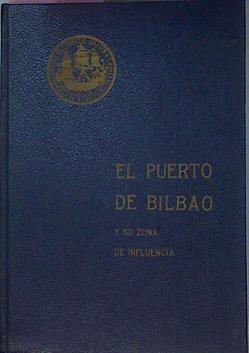 EL PUERTO
DE BILBAO
Y SU ZONA
DE INFLUENCIA